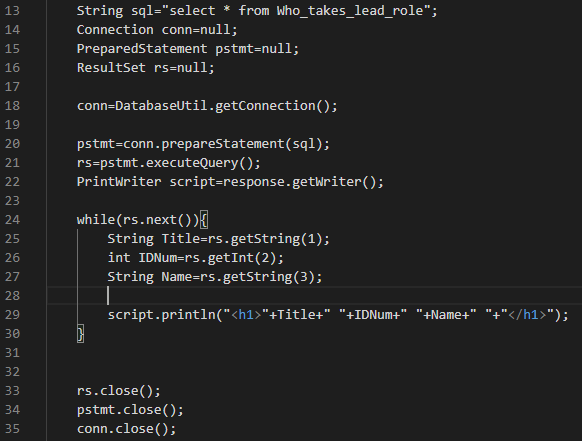 13 String sql="select * from Who_takes_lead_role";
14 Connection conn=null;
15 PreparedStatement pstmt=null;
16 ResultSet rs=null;
17
18 conn=DatabaseUtil.getConnection();
19
20 pstmt=conn.prepareStatement(sql);
21 rs=pstmt.executeQuery();
22 PrintWriter script=response.getWriter();
23
24 while(rs.next()){
25 String Title=rs.getString(1);
26 int IDNum=rs.getInt(2);
27 String Name=rs.getString(3);
28
29 script.println("<h1>"+Title+" "+IDNum+" "+Name+" "+"</h1>");
30 }
31
32
33 rs.close();
34 pstmt.close();
35 conn.close();